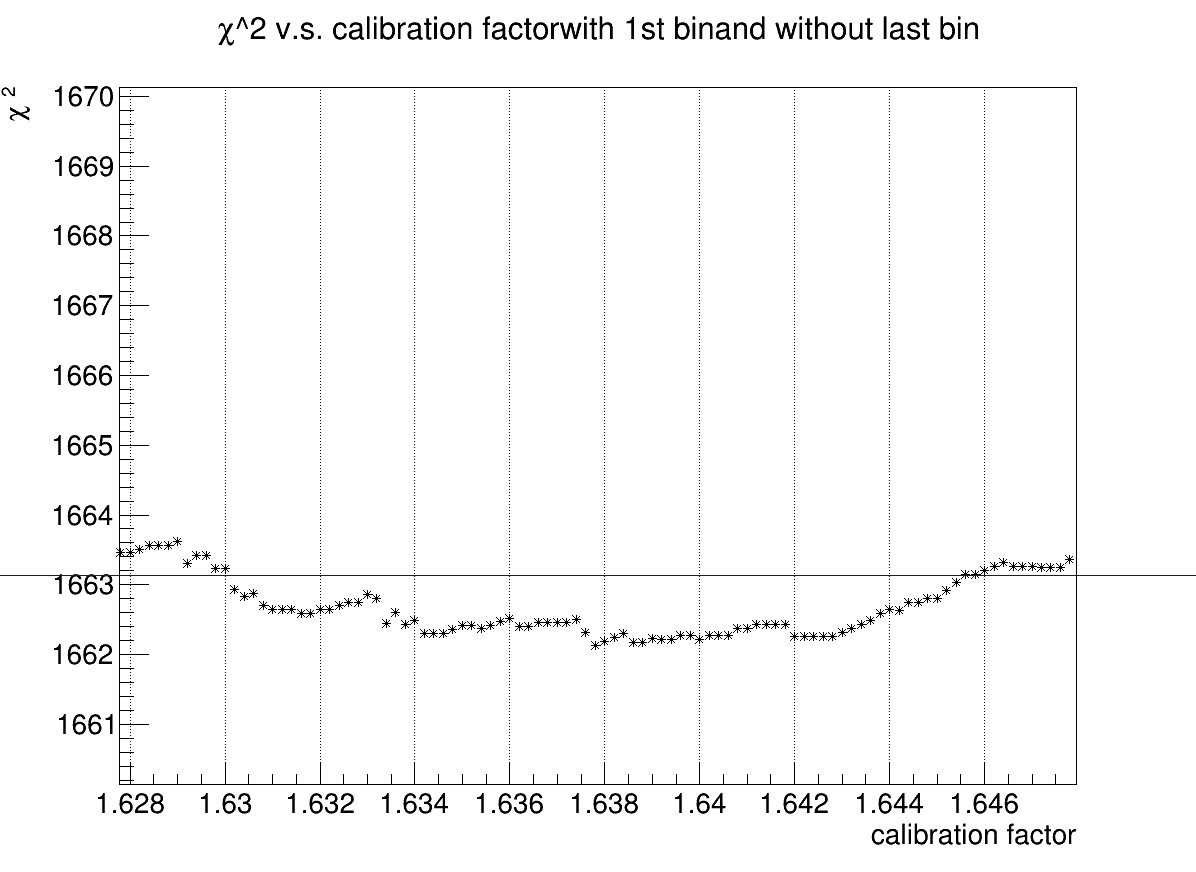 χ^2 v.s. calibration factorwith 1st binand without last bin
χ²
1670
1669
1668
1667
1666
1665
1664
1663
1662
1661
1.628 1.63 1.632 1.634 1.636 1.638 1.64 1.642 1.644 1.646
calibration factor